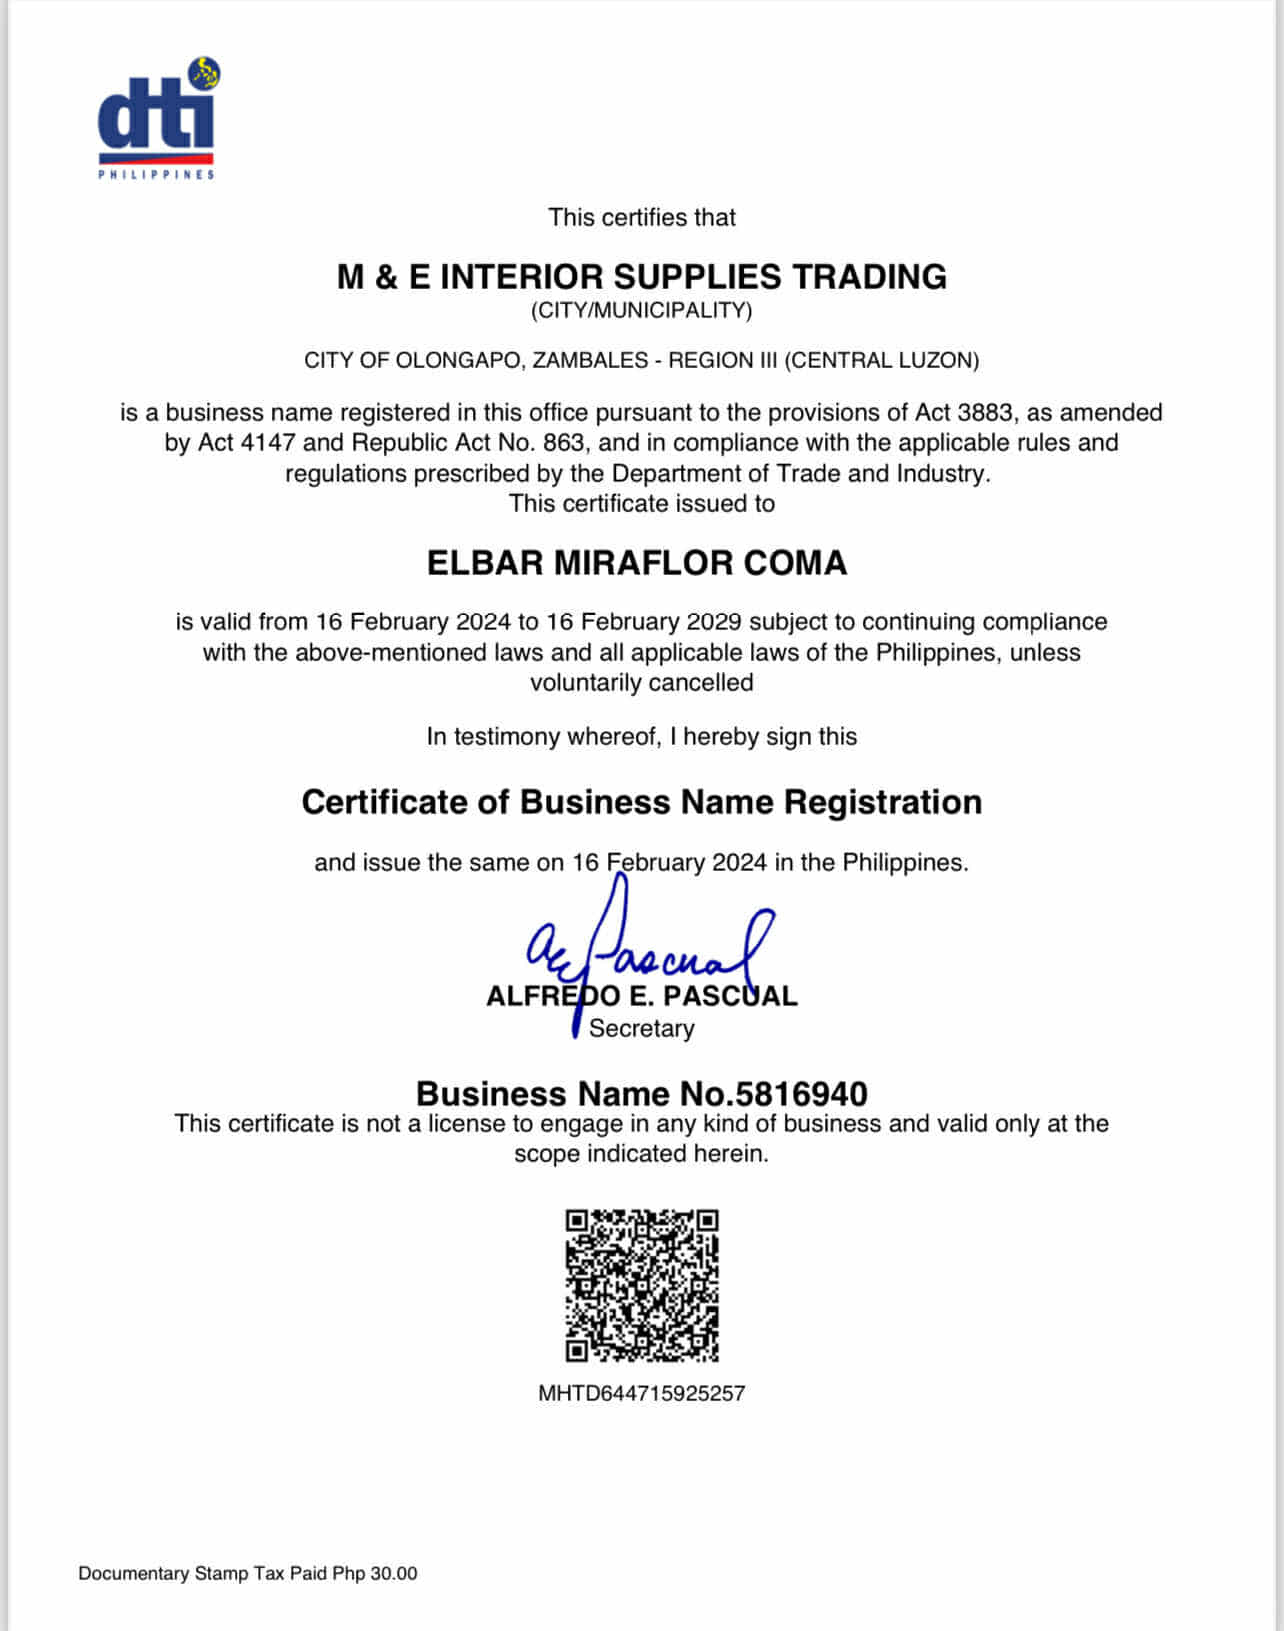 dti
PHILIPPINES
This certifies that
M & E INTERIOR SUPPLIES TRADING
(CITY/MUNICIPALITY)
CITY OF OLONGAPO, ZAMBALES - REGION III (CENTRAL LUZON)
is a business name registered in this office pursuant to the provisions of Act 3883, as amended
by Act 4147 and Republic Act No. 863, and in compliance with the applicable rules and
regulations prescribed by the Department of Trade and Industry.
This certificate issued to
ELBAR MIRAFLOR COMA
is valid from 16 February 2024 to 16 February 2029 subject to continuing compliance
with the above-mentioned laws and all applicable laws of the Philippines, unless
voluntarily cancelled
In testimony whereof, I hereby sign this
Certificate of Business Name Registration
and issue the same on 16 February 2024 in the Philippines.
ALFREDO E. PASCUAL
Secretary
Business Name No.5816940
This certificate is not a license to engage in any kind of business and valid only at the
scope indicated herein.
MHTD644715925257
Documentary Stamp Tax Paid Php 30.00